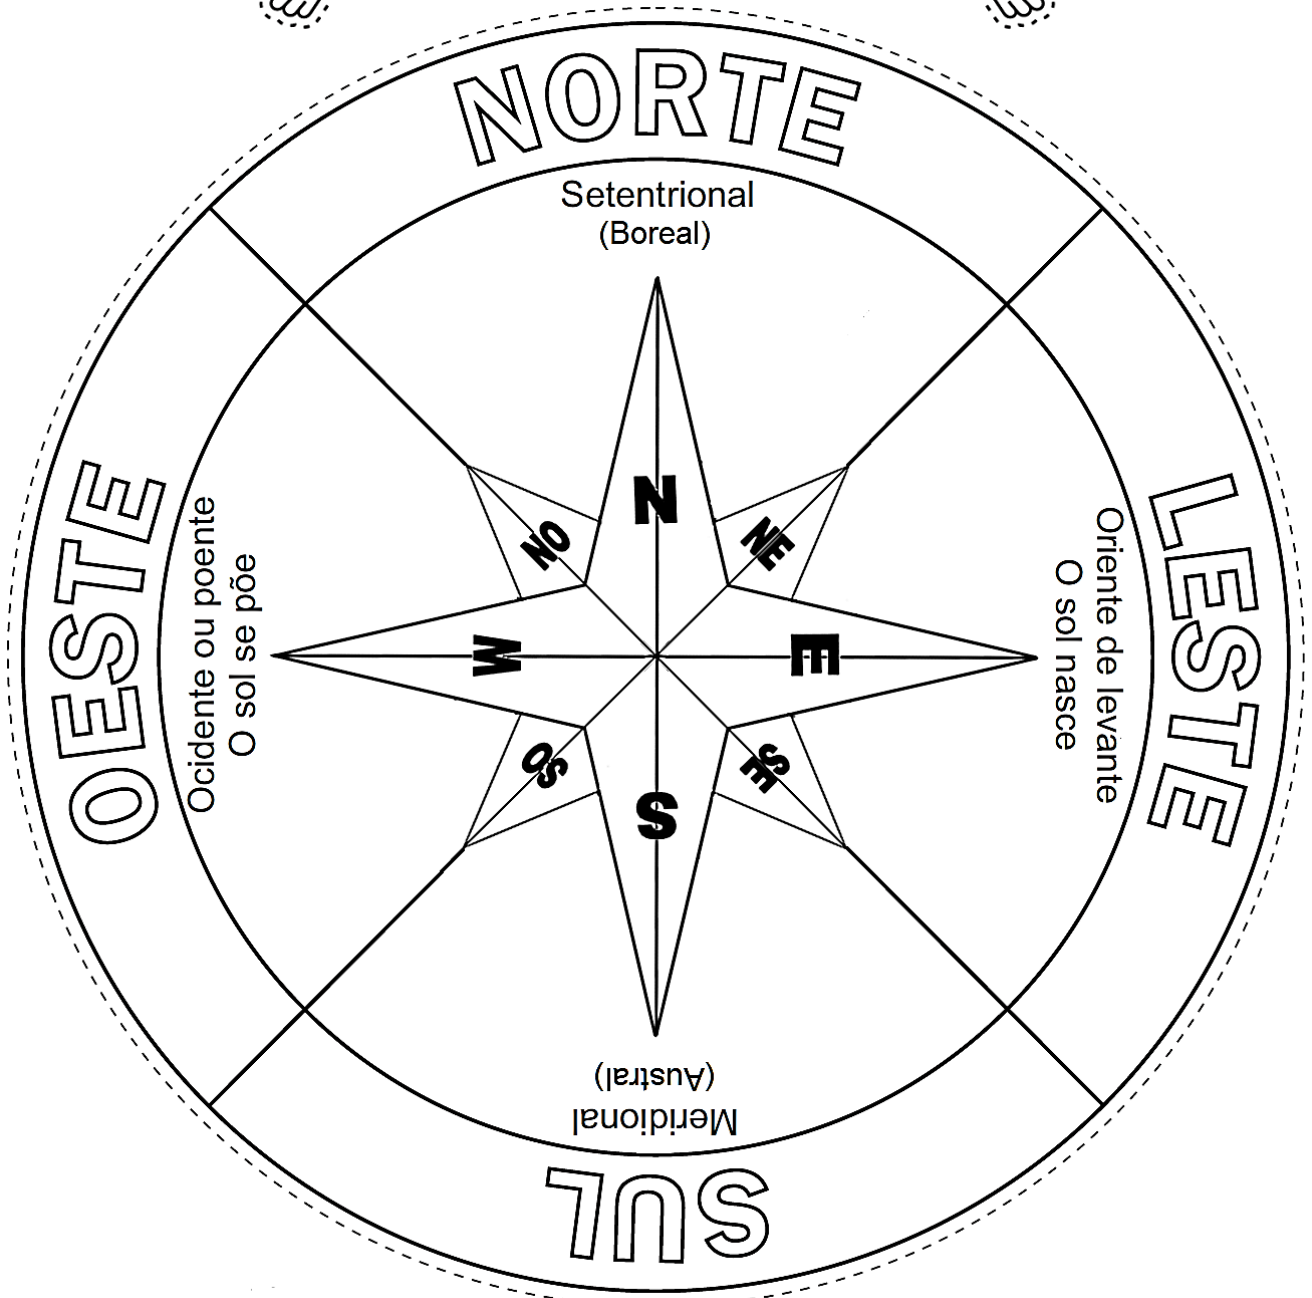 NORTE
Setentrional
(Boreal)
OESTE
Ocidente ou poente
O sol se põe
NO
N
NE
W
E
SO
S
SE
LESTE
Oriente de levante
O sol nasce
(Austral)
Meridional
SUL